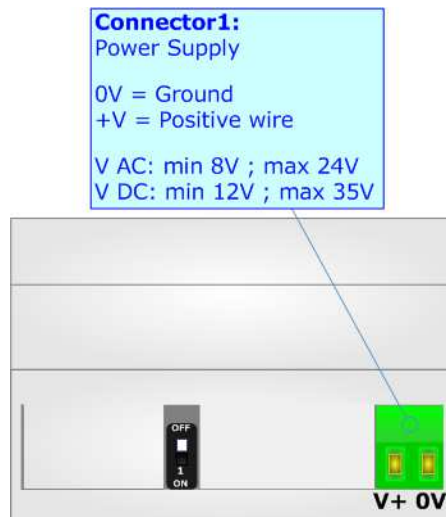 Connector1:
Power Supply
0V = Ground
+V = Positive wire
V AC: min 8V ; max 24V
V DC: min 12V ; max 35V
OFF
1
ON
V+ 0V